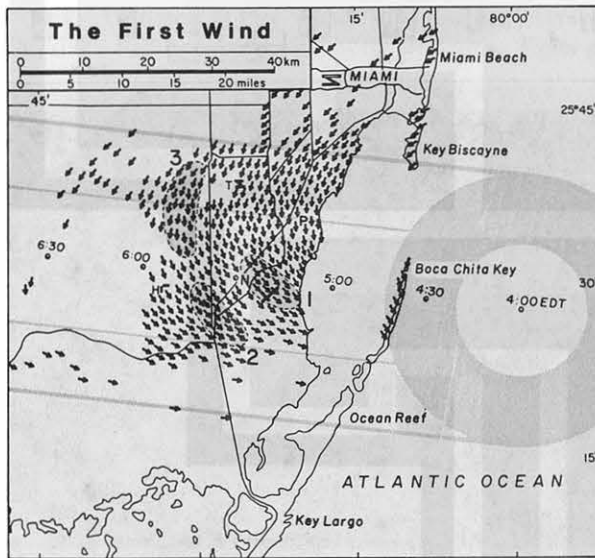 The First Wind
0 10 20 30 40 km
0 5 10 15 20 miles
15'
80° 00'
Miami Beach
MIAMI
45'
25° 45'
Key Biscayne
3
T
P
6:30
6:00
5:00
Boca Chita Key
4:30
4:00 EDT
30'
1
2
Ocean Reef
15'
ATLANTIC OCEAN
Key Largo